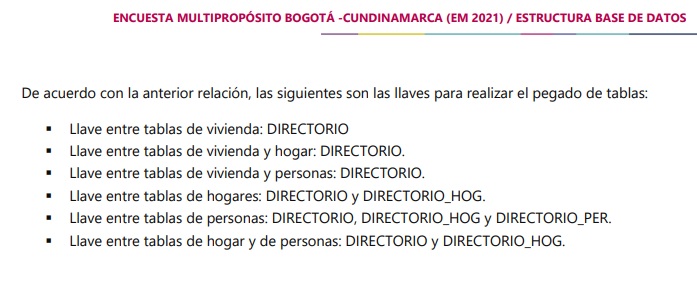 ENCUESTA MULTIPROPÓSITO BOGOTÁ -CUNDINAMARCA (EM 2021) / ESTRUCTURA BASE DE DATOS
De acuerdo con la anterior relación, las siguientes son las llaves para realizar el pegado de tablas:
▪ Llave entre tablas de vivienda: DIRECTORIO
▪ Llave entre tablas de vivienda y hogar: DIRECTORIO.
▪ Llave entre tablas de vivienda y personas: DIRECTORIO.
▪ Llave entre tablas de hogares: DIRECTORIO y DIRECTORIO_HOG.
▪ Llave entre tablas de personas: DIRECTORIO, DIRECTORIO_HOG y DIRECTORIO_PER.
▪ Llave entre tablas de hogar y de personas: DIRECTORIO y DIRECTORIO_HOG.